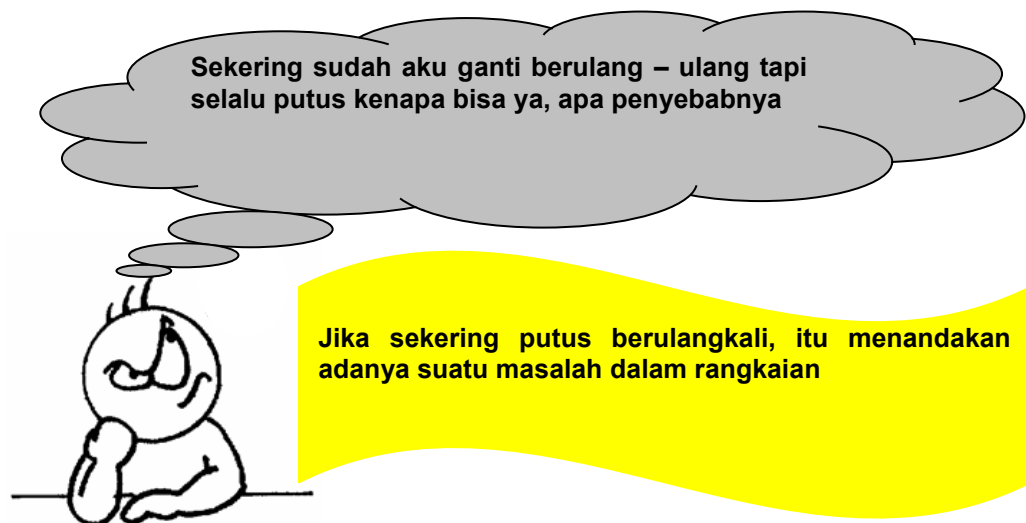 Sekering sudah aku ganti berulang – ulang tapi
selalu putus kenapa bisa ya, apa penyebabnya
Jika sekering putus berulangkali, itu menandakan
adanya suatu masalah dalam rangkaian